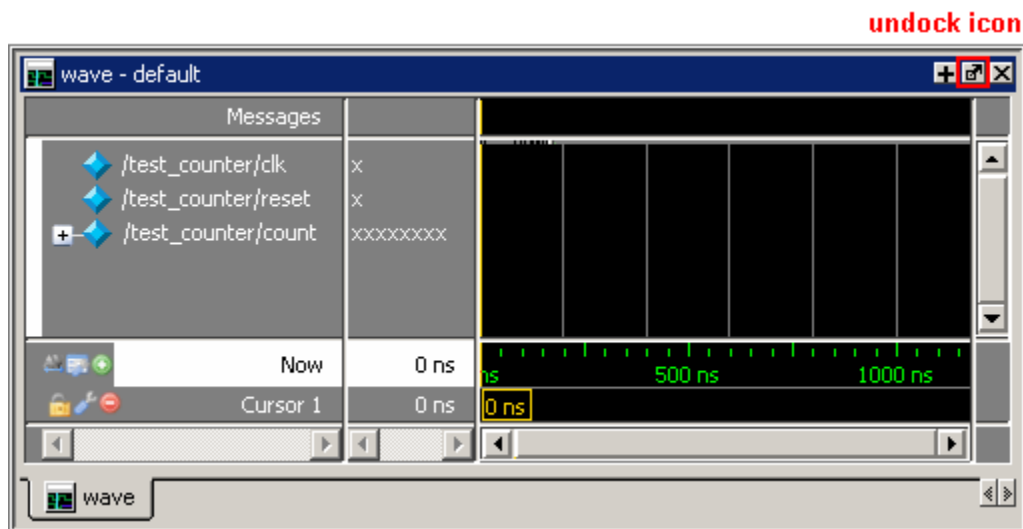 undock icon
wave - default
Messages
/test_counter/clk x
/test_counter/reset x
/test_counter/count xxxxxxxx
Now 0 ns ns 500 ns 1000 ns
Cursor 1 0 ns 0 ns
wave